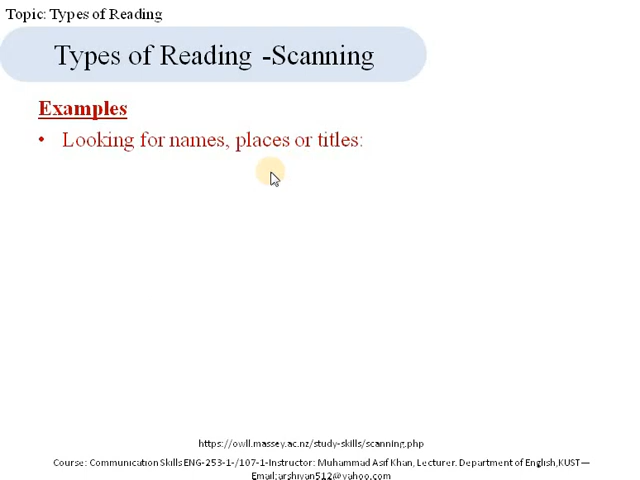 Topic: Types of Reading
Types of Reading -Scanning
Examples
• Looking for names, places or titles:
https://owll.massey.ac.nz/study-skills/scanning.php
Course: Communication Skills ENG-253-1-/107-1-Instructor: Muhammad Asif Khan, Lecturer. Department of English,KUST—
Email;arshivan512@yahoo.com